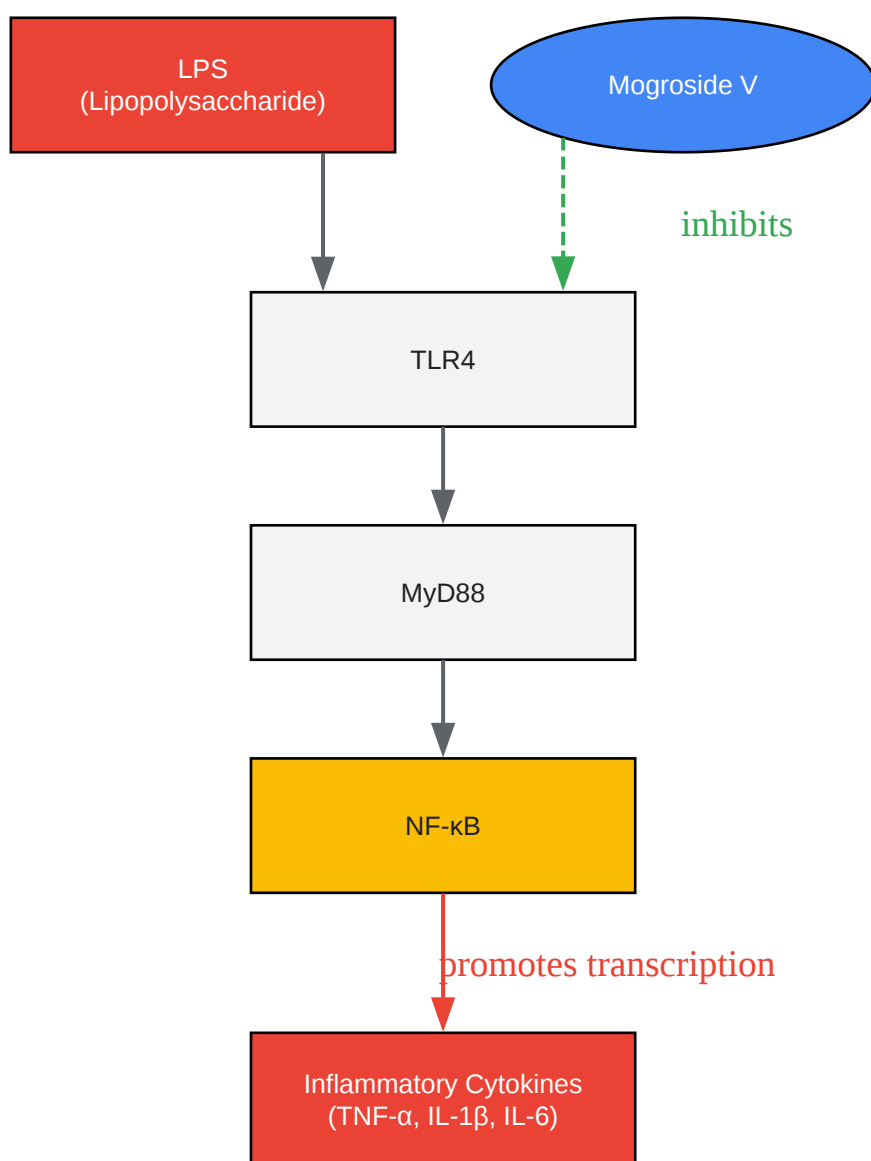 LPS
(Lipopolysaccharide)
Mogroside V
inhibits
TLR4
MyD88
NF-κB
promotes transcription
Inflammatory Cytokines
(TNF-α, IL-1β, IL-6)